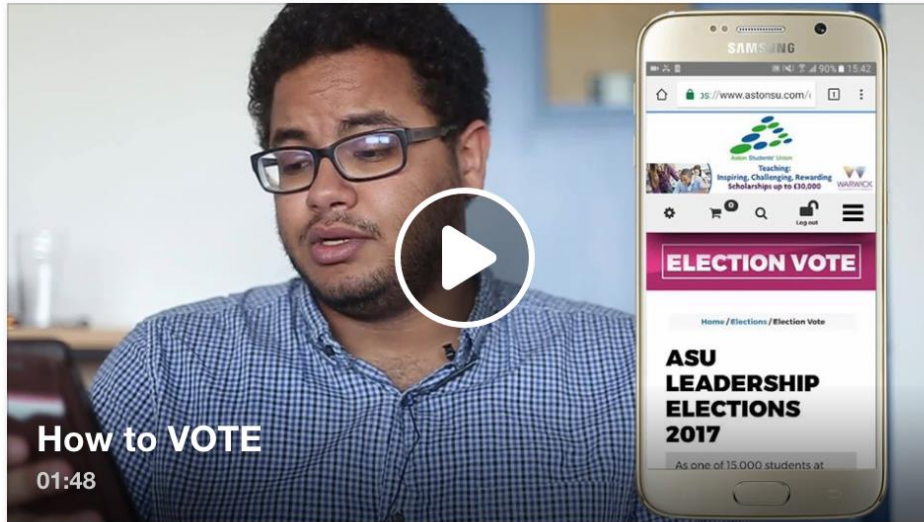 How to VOTE
01:48
SAMSUNG
90% 15:42
www.astonsu.com/
1
Aston Students' Union
Teaching:
Inspiring, Challenging, Rewarding
Scholarships up to £30,000
WARWICK
0
Log out
ELECTION VOTE
Home / Elections / Election Vote
ASU
LEADERSHIP
ELECTIONS
2017
As one of 15,000 students at